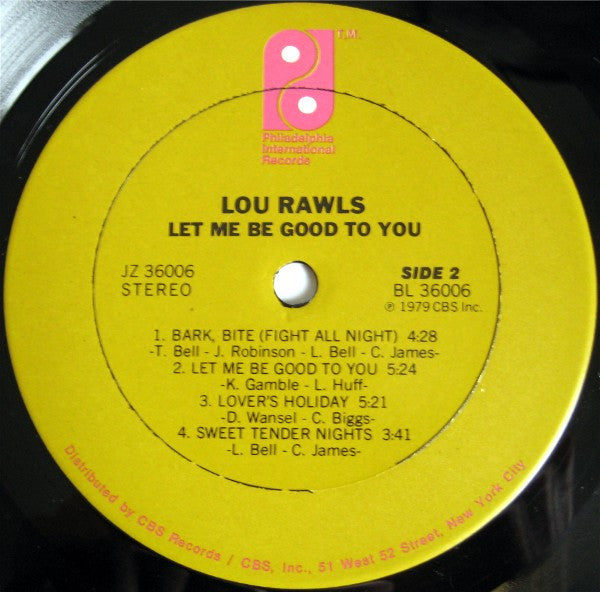 T.M.
Philadelphia
International
Records
LOU RAWLS
LET ME BE GOOD TO YOU
JZ 36006
STEREO
SIDE 2
BL 36006
℗ 1979 CBS Inc.
1. BARK, BITE (FIGHT ALL NIGHT) 4:28
-T. Bell - J. Robinson - L. Bell - C. James-
2. LET ME BE GOOD TO YOU 5:24
-K. Gamble - L. Huff-
3. LOVER'S HOLIDAY 5:21
-D. Wansel - C. Biggs-
4. SWEET TENDER NIGHTS 3:41
-L. Bell - C. James-
Distributed by CBS Records / CBS, Inc., 51 West 52 Street, New York City